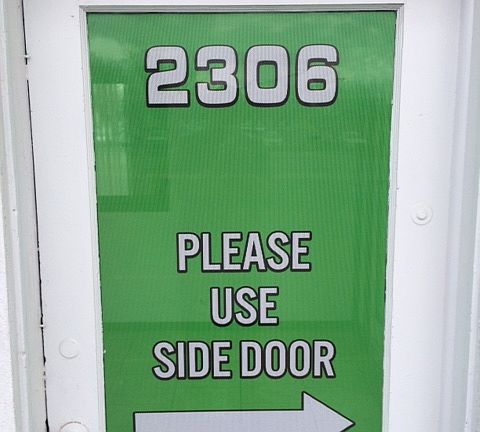 2306
PLEASE
USE
SIDE DOOR